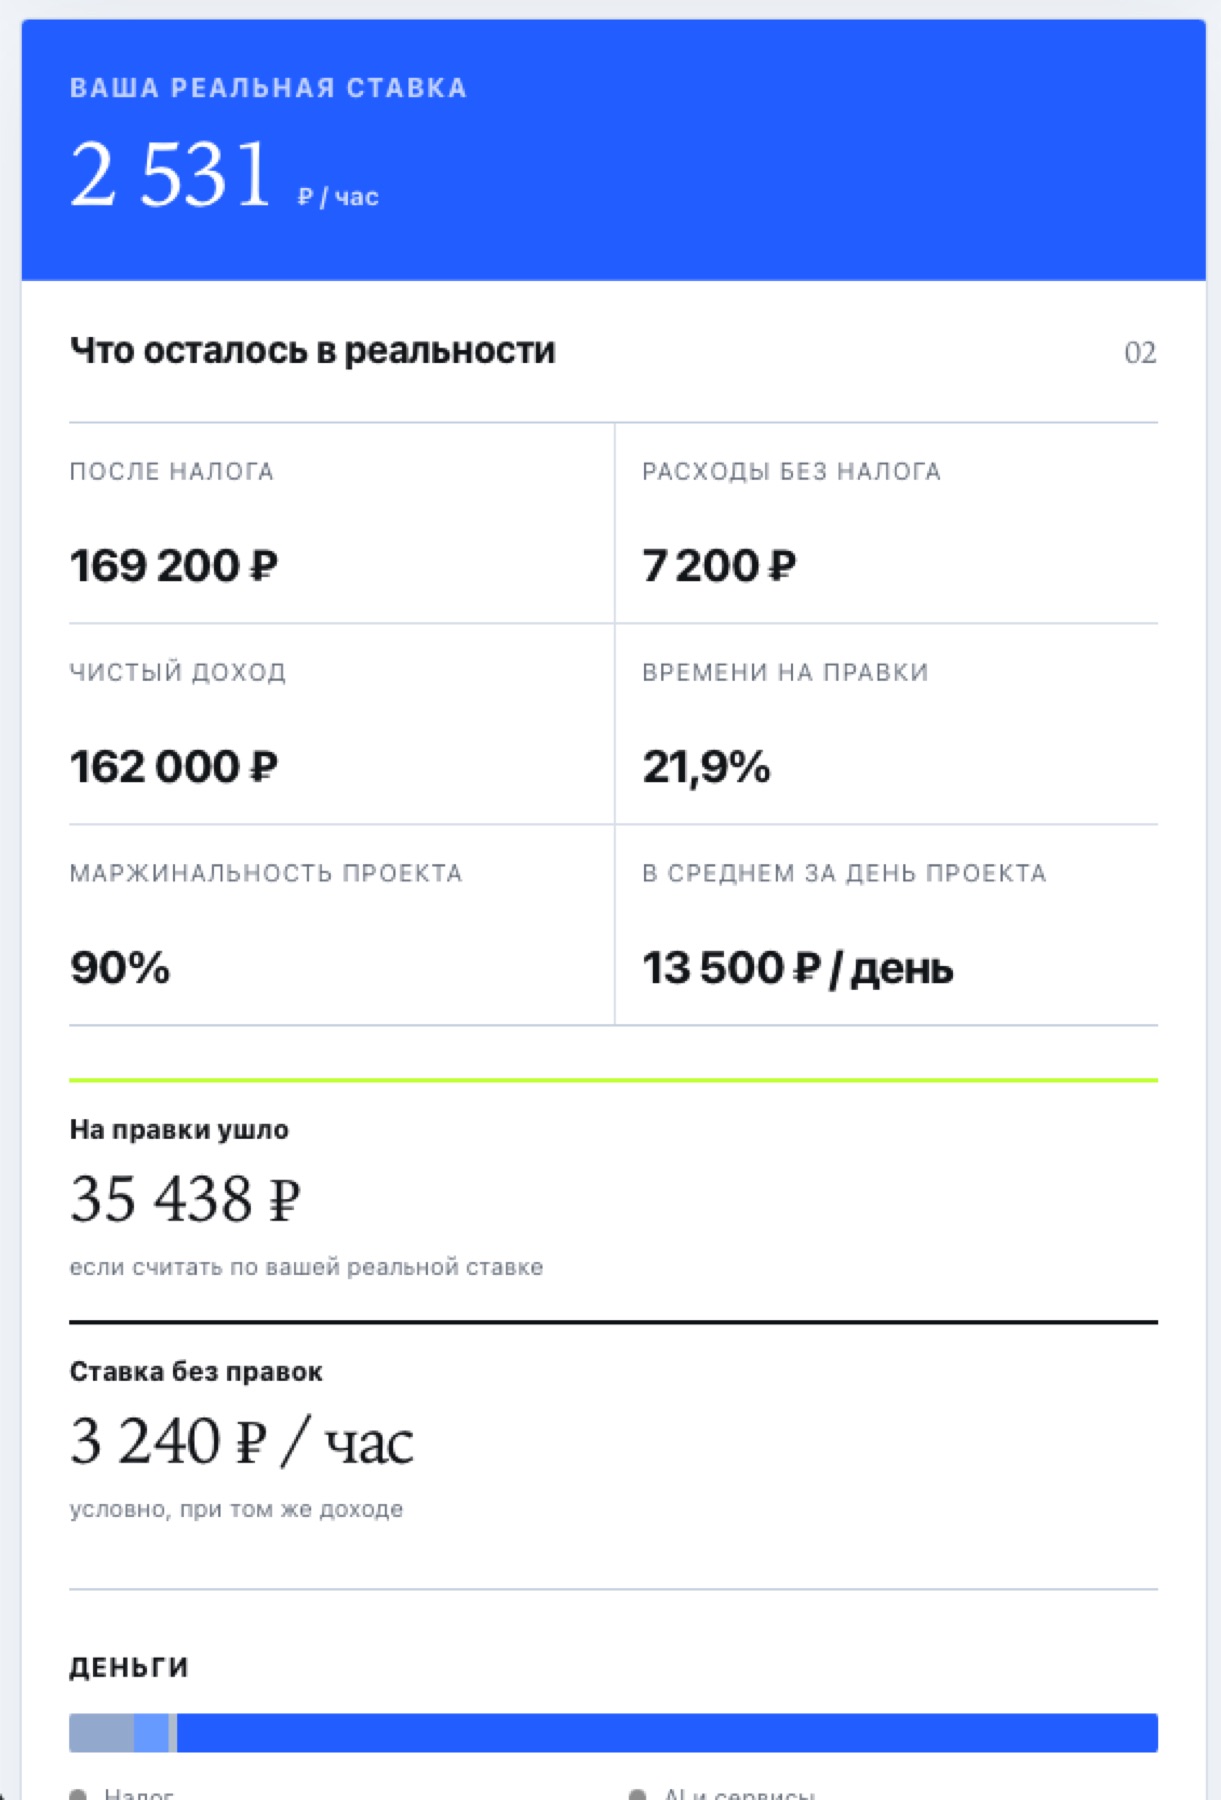 ВАША РЕАЛЬНАЯ СТАВКА
2 531 ₽ / час
Что осталось в реальности 02
ПОСЛЕ НАЛОГА
169 200 ₽
РАСХОДЫ БЕЗ НАЛОГА
7 200 ₽
ЧИСТЫЙ ДОХОД
162 000 ₽
ВРЕМЕНИ НА ПРАВКИ
21,9%
МАРЖИНАЛЬНОСТЬ ПРОЕКТА
90%
В СРЕДНЕМ ЗА ДЕНЬ ПРОЕКТА
13 500 ₽ / день
На правки ушло
35 438 ₽
если считать по вашей реальной ставке
Ставка без правок
3 240 ₽ / час
условно, при том же доходе
ДЕНЬГИ
Налог
AI и сервисы